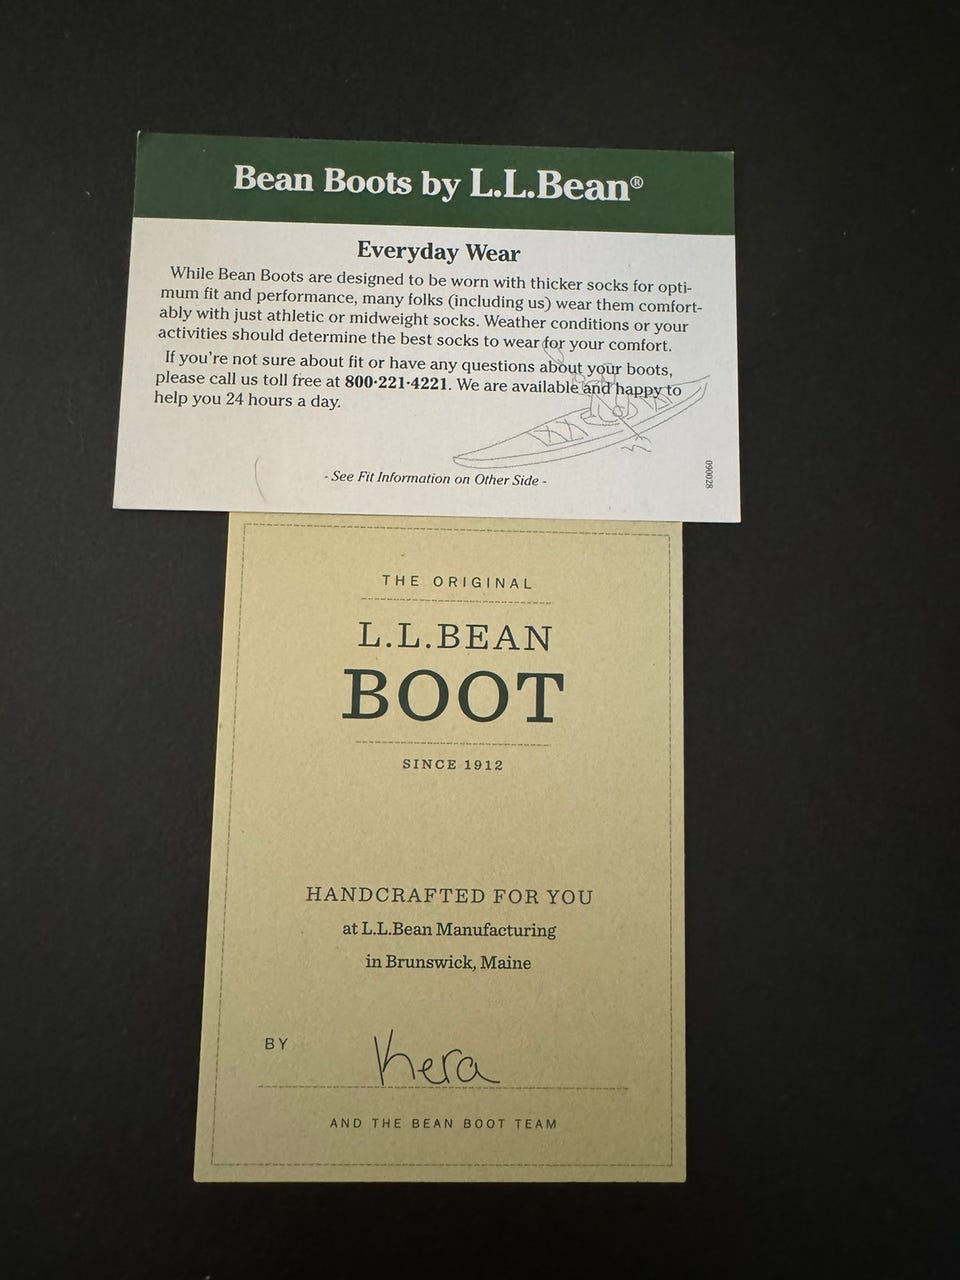 Bean Boots by L.L.Bean®
Everyday Wear
While Bean Boots are designed to be worn with thicker socks for opti-
mum fit and performance, many folks (including us) wear them comfort-
ably with just athletic or midweight socks. Weather conditions or your
activities should determine the best socks to wear for your comfort.
If you're not sure about fit or have any questions about your boots,
please call us toll free at 800·221·4221. We are available and happy to
help you 24 hours a day.
- See Fit Information on Other Side -
090028
THE ORIGINAL
L.L.BEAN
BOOT
SINCE 1912
HANDCRAFTED FOR YOU
at L.L.Bean Manufacturing
in Brunswick, Maine
BY Kera
AND THE BEAN BOOT TEAM